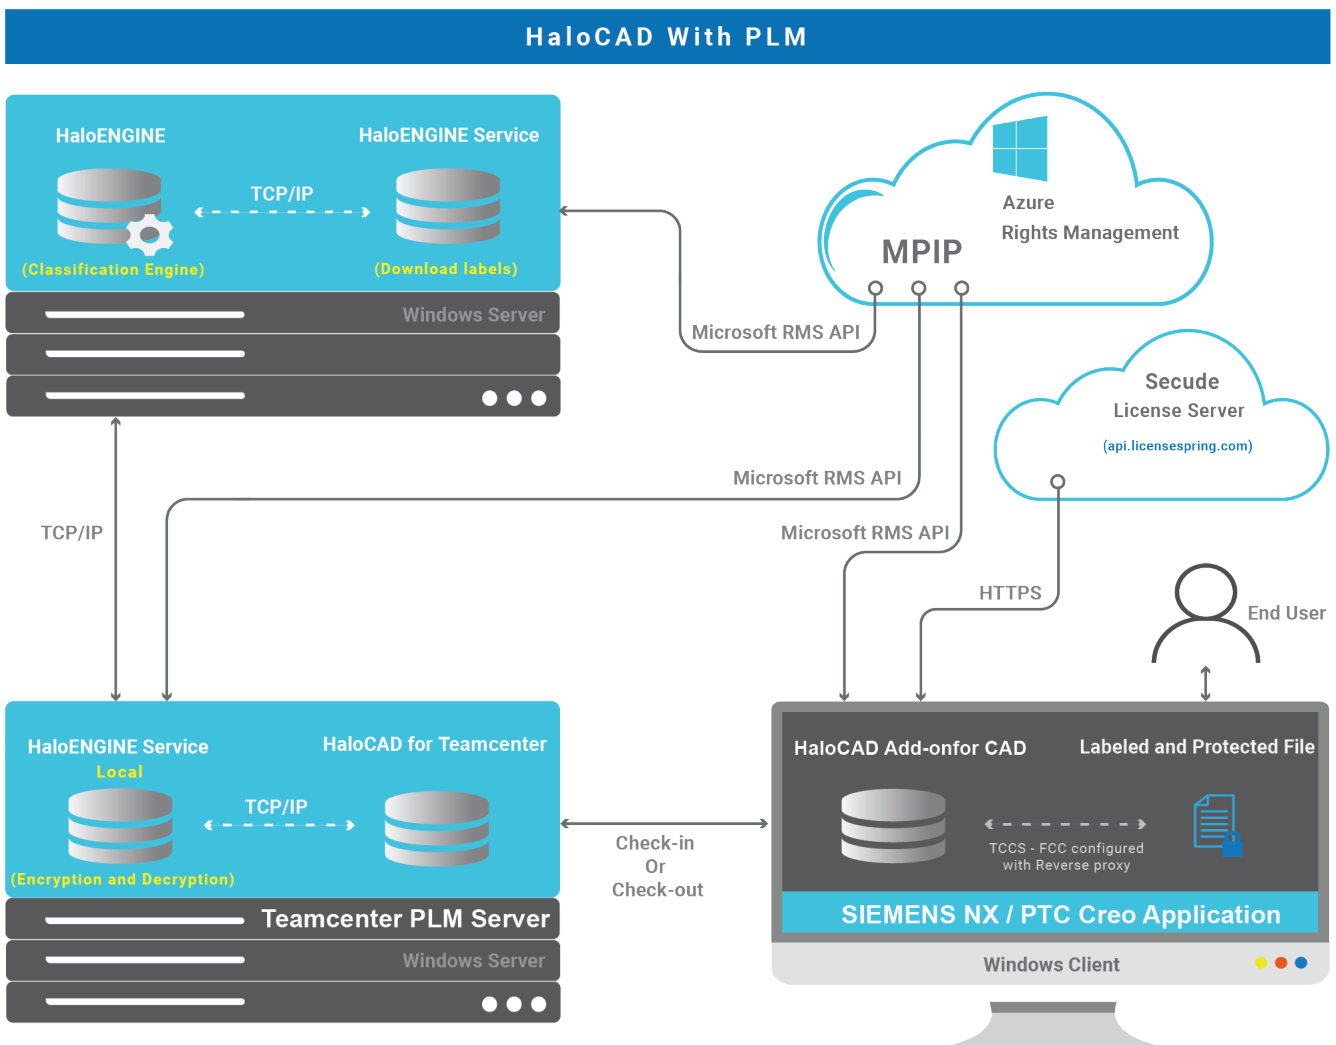 HaloCAD With PLM
HaloENGINE
HaloENGINE Service
TCP/IP
(Classification Engine)
(Download labels)
Windows Server
Azure
Rights Management
MPIP
Microsoft RMS API
Secude
License Server
(api.licensespring.com)
Microsoft RMS API
TCP/IP
Microsoft RMS API
HTTPS
End User
HaloENGINE Service
Local
HaloCAD for Teamcenter
TCP/IP
(Encryption and Decryption)
Teamcenter PLM Server
Windows Server
Check-in
Or
Check-out
HaloCAD Add-onfor CAD
Labeled and Protected File
TCCS - FCC configured
with Reverse proxy
SIEMENS NX / PTC Creo Application
Windows Client